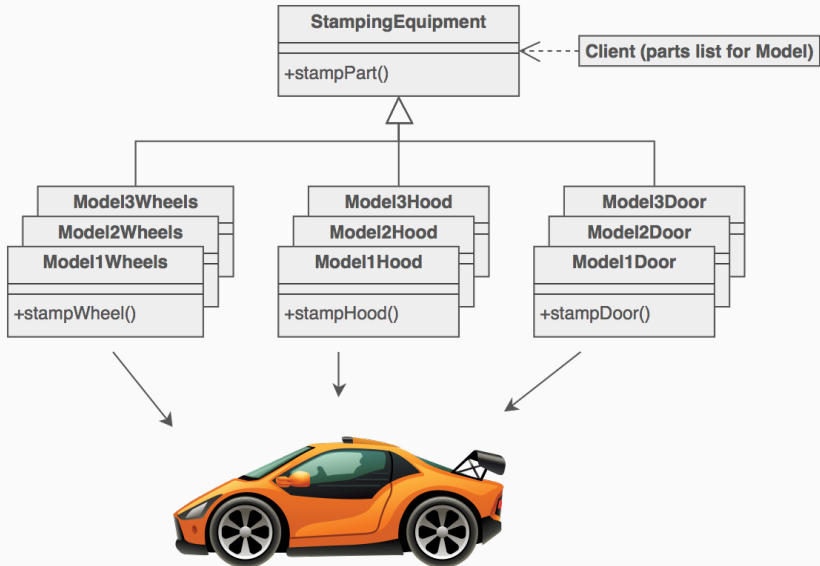 StampingEquipment
+stampPart()
Client (parts list for Model)
Model3Wheels
Model2Wheels
Model1Wheels
+stampWheel()
Model3Hood
Model2Hood
Model1Hood
+stampHood()
Model3Door
Model2Door
Model1Door
+stampDoor()